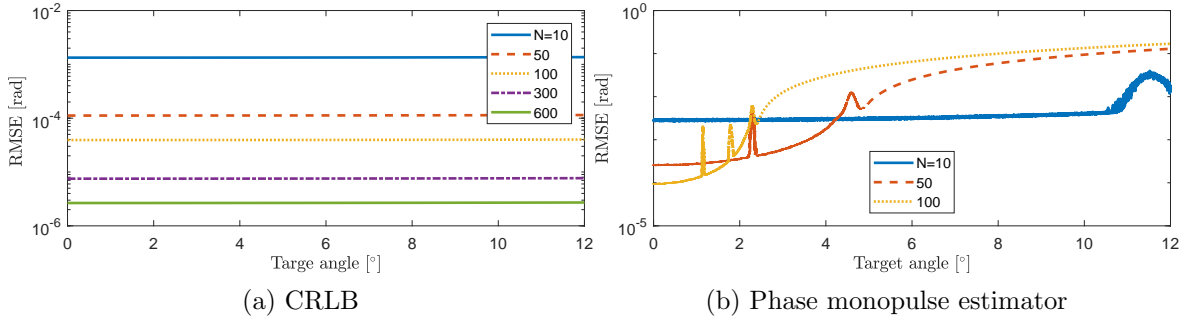 10^-2
10^-4
10^-6
RMSE [rad]
0 2 4 6 8 10 12
Targe angle [°]
N=10
50
100
300
600
(a) CRLB
10^0
10^-5
RMSE [rad]
0 2 4 6 8 10 12
Target angle [°]
N=10
50
100
(b) Phase monopulse estimator